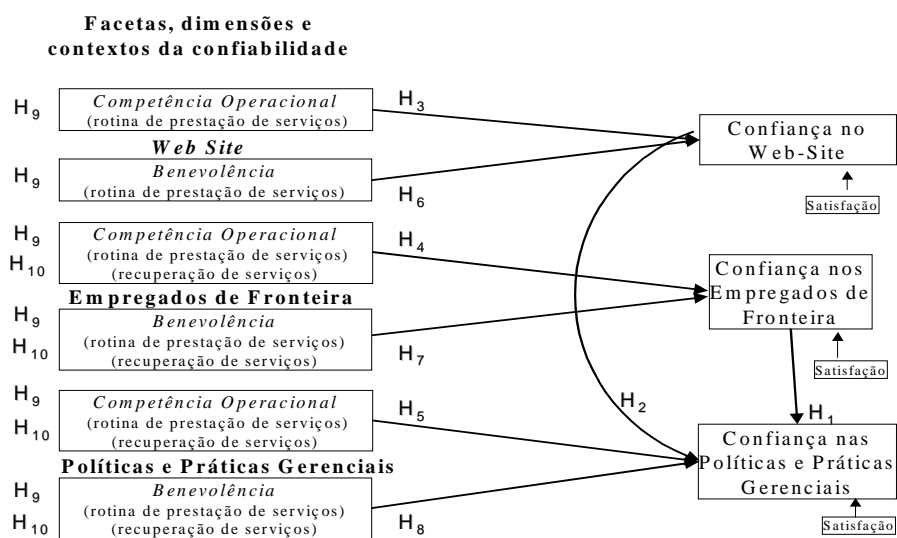 Facetas, dimensões e
contextos da confiabilidade
H9
Competência Operacional
(rotina de prestação de serviços)
H3
Web Site
H9
Benevolência
(rotina de prestação de serviços)
H6
Confiança no
Web-Site
Satisfação
H9
H10
Competência Operacional
(rotina de prestação de serviços)
(recuperação de serviços)
H4
Empregados de Fronteira
H9
H10
Benevolência
(rotina de prestação de serviços)
(recuperação de serviços)
H7
Confiança nos
Empregados de
Fronteira
Satisfação
H2
H1
H9
H10
Competência Operacional
(rotina de prestação de serviços)
(recuperação de serviços)
H5
Políticas e Práticas Gerenciais
H9
H10
Benevolência
(rotina de prestação de serviços)
(recuperação de serviços)
H8
Confiança nas
Políticas e Práticas
Gerenciais
Satisfação